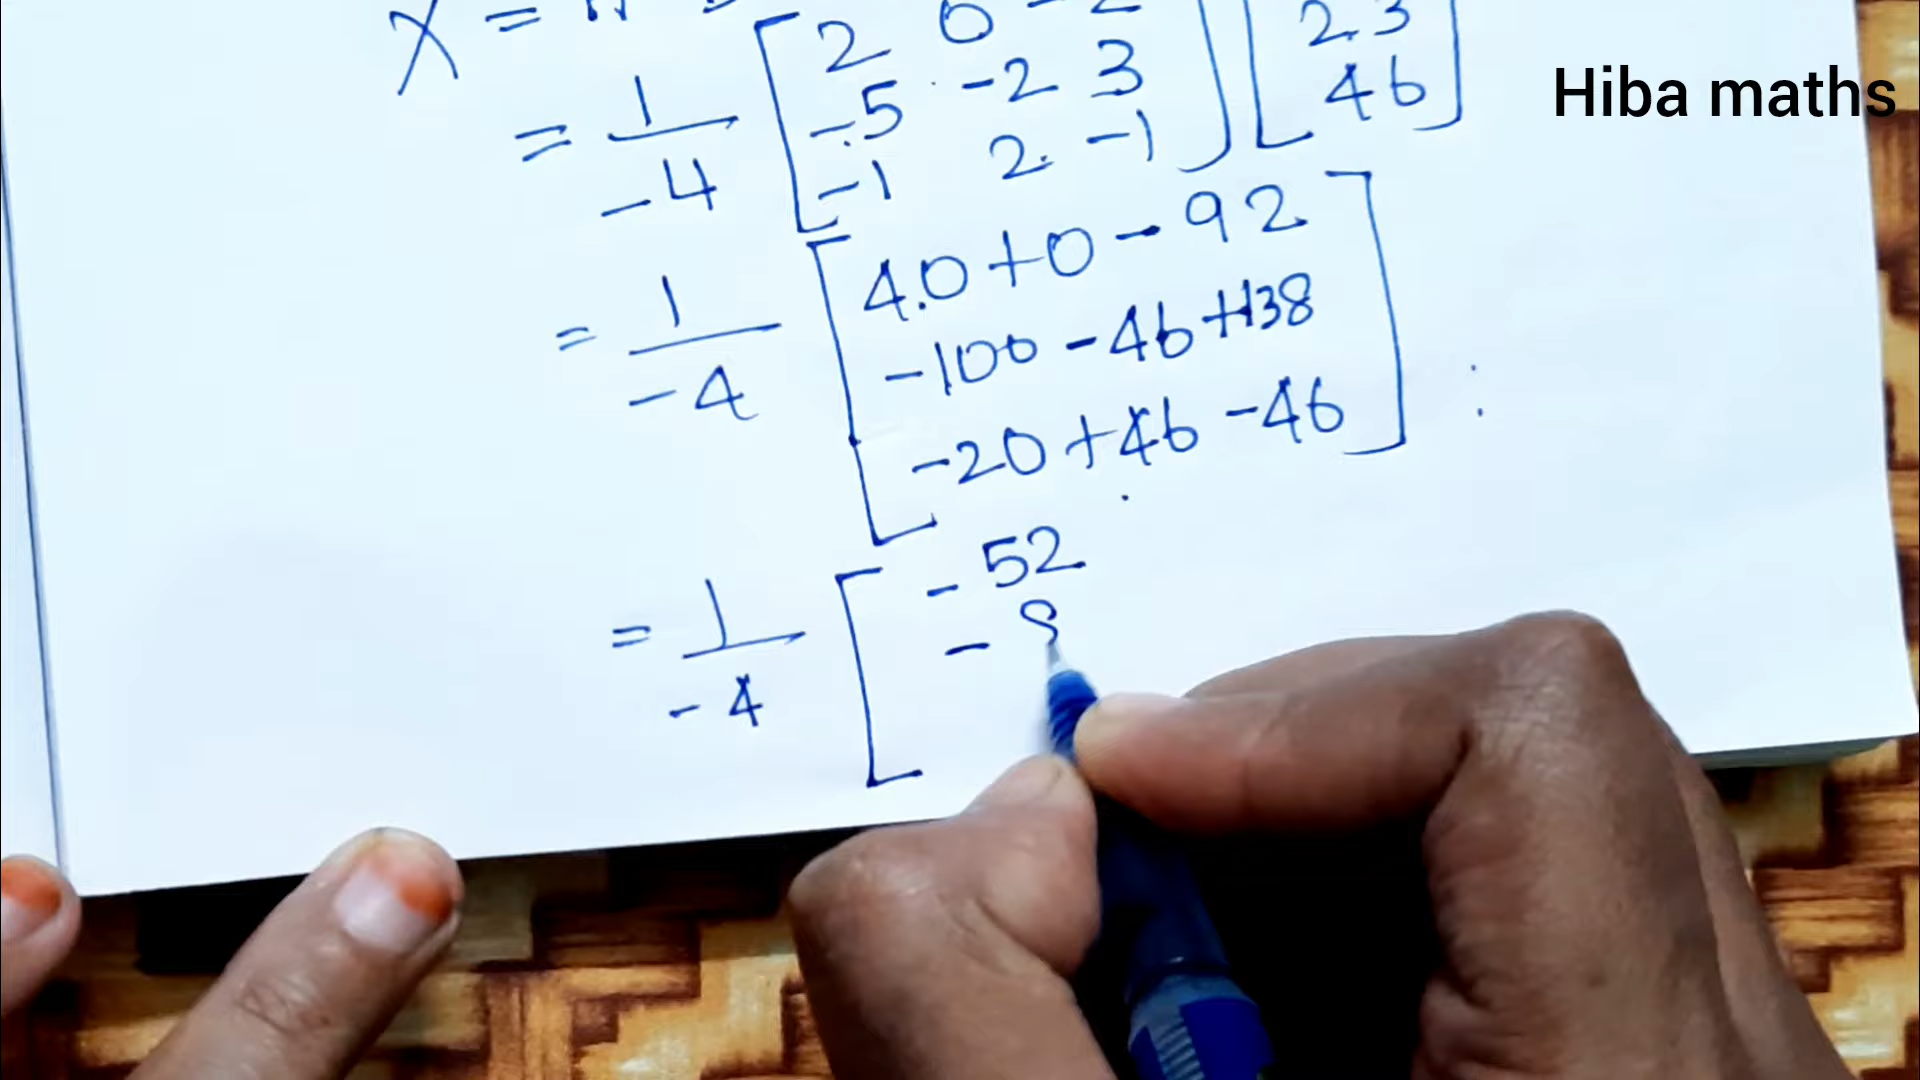 X =
2 0 -2 23
= 1/-4 [-5 -2 3] [46]
-1 2 -1
= 1/-4 [40+0-92
-100-46+138
-20+46-46]
= 1/-4 [-52
-8
Hiba maths